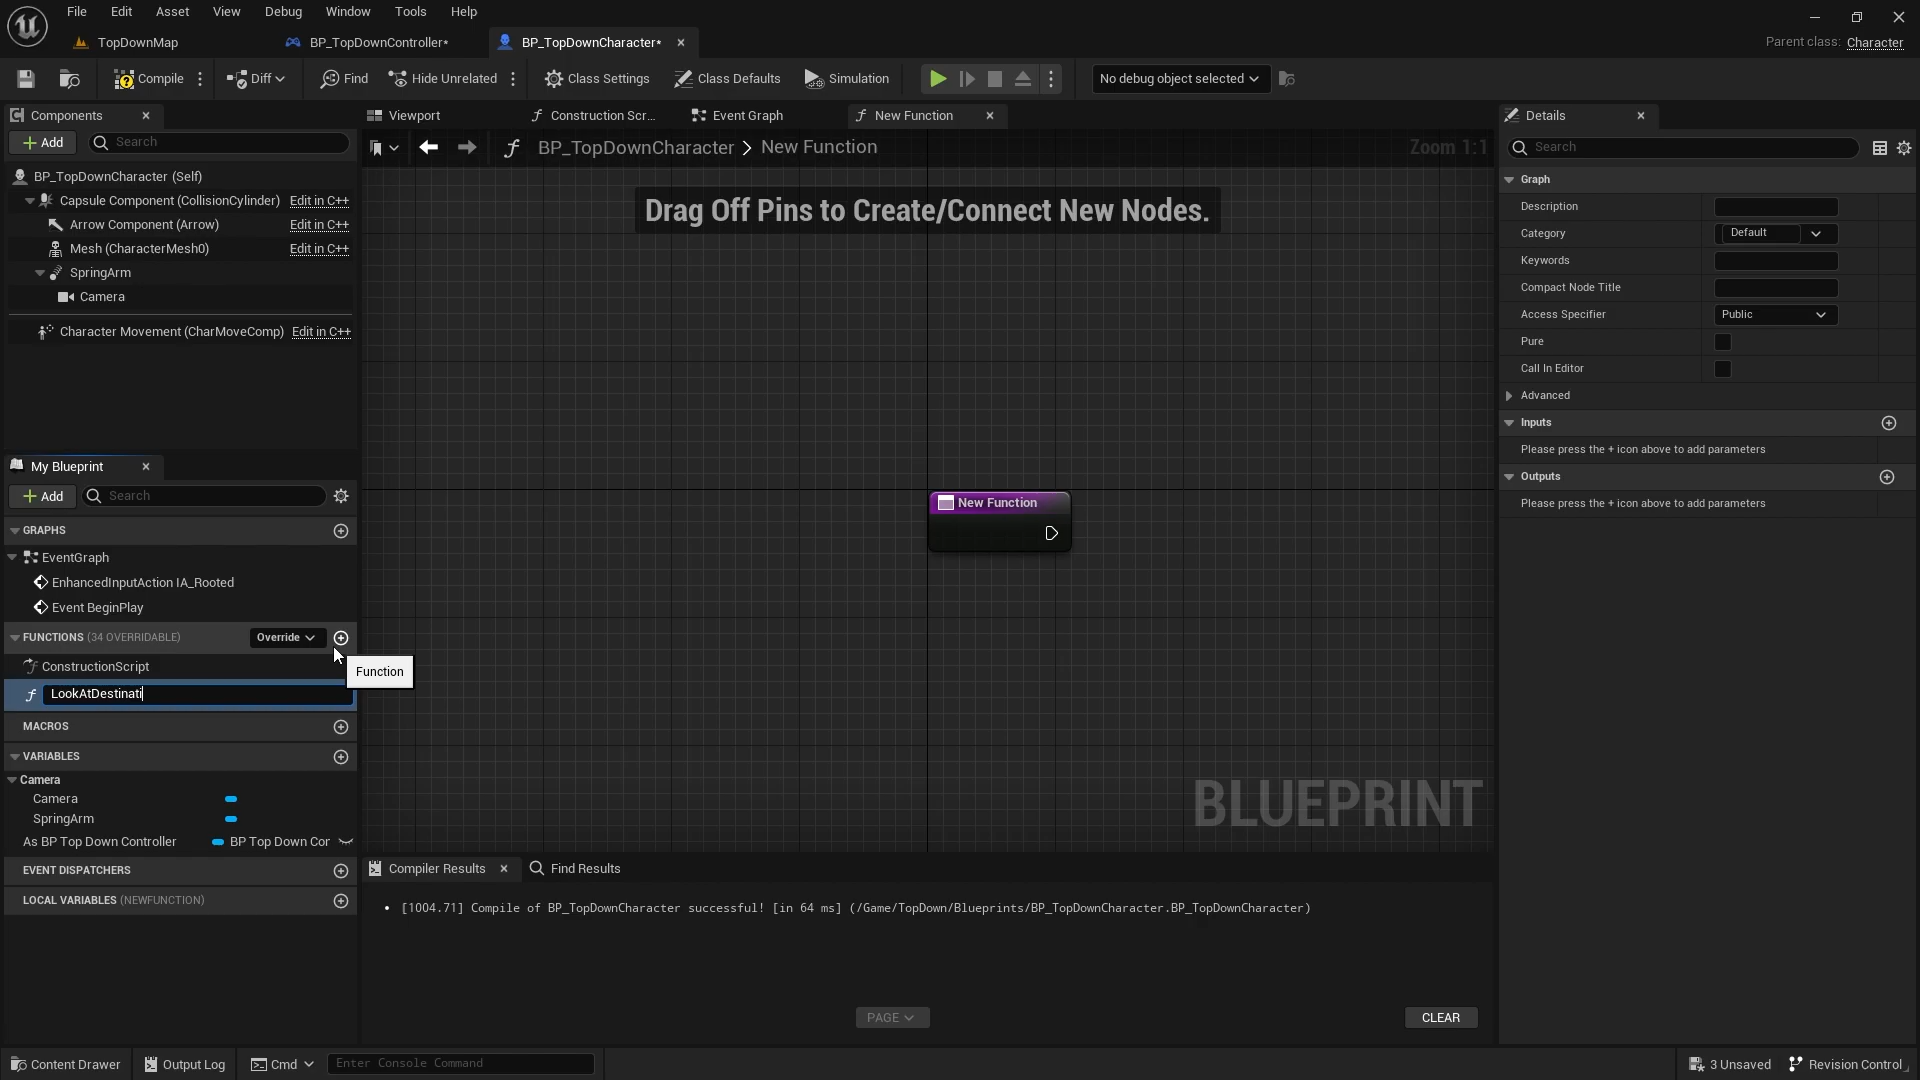 File Edit Asset View Debug Window Tools Help
TopDownMap BP_TopDownController* BP_TopDownCharacter*
Parent class: Character
Compile Diff Find Hide Unrelated Class Settings Class Defaults Simulation No debug object selected
Components
Add Search
BP_TopDownCharacter (Self)
Capsule Component (CollisionCylinder) Edit in C++
Arrow Component (Arrow) Edit in C++
Mesh (CharacterMesh0) Edit in C++
SpringArm
Camera
Character Movement (CharMoveComp) Edit in C++
My Blueprint
Add Search
GRAPHS
EventGraph
EnhancedInputAction IA_Rooted
Event BeginPlay
FUNCTIONS (34 OVERRIDABLE) Override
ConstructionScript
Function
LookAtDestinati
MACROS
VARIABLES
Camera
Camera
SpringArm
As BP Top Down Controller BP Top Down Con
EVENT DISPATCHERS
LOCAL VARIABLES (NEWFUNCTION)
Viewport Construction Scr... Event Graph New Function
BP_TopDownCharacter > New Function Zoom 1:1
Drag Off Pins to Create/Connect New Nodes.
New Function
BLUEPRINT
Compiler Results Find Results
[1004.71] Compile of BP_TopDownCharacter successful! [in 64 ms] (/Game/TopDown/Blueprints/BP_TopDownCharacter.BP_TopDownCharacter)
PAGE CLEAR
Details
Search
Graph
Description
Category Default
Keywords
Compact Node Title
Access Specifier Public
Pure
Call In Editor
Advanced
Inputs
Please press the + icon above to add parameters
Outputs
Please press the + icon above to add parameters
Content Drawer Output Log Cmd Enter Console Command 3 Unsaved Revision Control